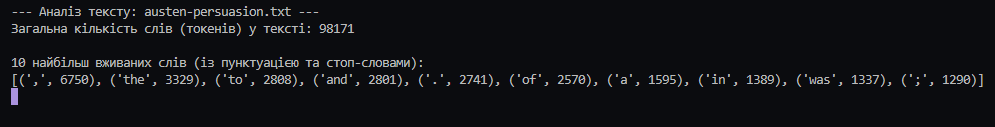 --- Аналіз тексту: austen-persuasion.txt ---
Загальна кількість слів (токенів) у тексті: 98171
10 найбільш вживаних слів (із пунктуацією та стоп-словами):
[(',', 6750), ('the', 3329), ('to', 2808), ('and', 2801), ('.', 2741), ('of', 2570), ('a', 1595), ('in', 1389), ('was', 1337), (';', 1290)]